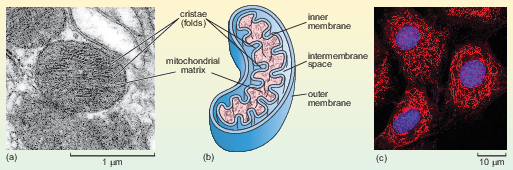 cristae
(folds)
mitochondrial
matrix
inner
membrane
intermembrane
space
outer
membrane
(a)
1 µm
(b)
(c)
10 µm